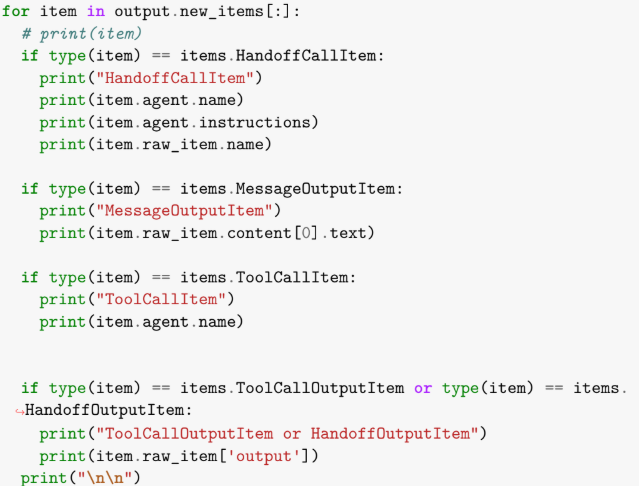 for item in output.new_items[:]:
  # print(item)
  if type(item) == items.HandoffCallItem:
    print("HandoffCallItem")
    print(item.agent.name)
    print(item.agent.instructions)
    print(item.raw_item.name)

  if type(item) == items.MessageOutputItem:
    print("MessageOutputItem")
    print(item.raw_item.content[0].text)

  if type(item) == items.ToolCallItem:
    print("ToolCallItem")
    print(item.agent.name)


  if type(item) == items.ToolCallOutputItem or type(item) == items.
↪HandoffOutputItem:
    print("ToolCallOutputItem or HandoffOutputItem")
    print(item.raw_item['output'])
  print("\n\n")